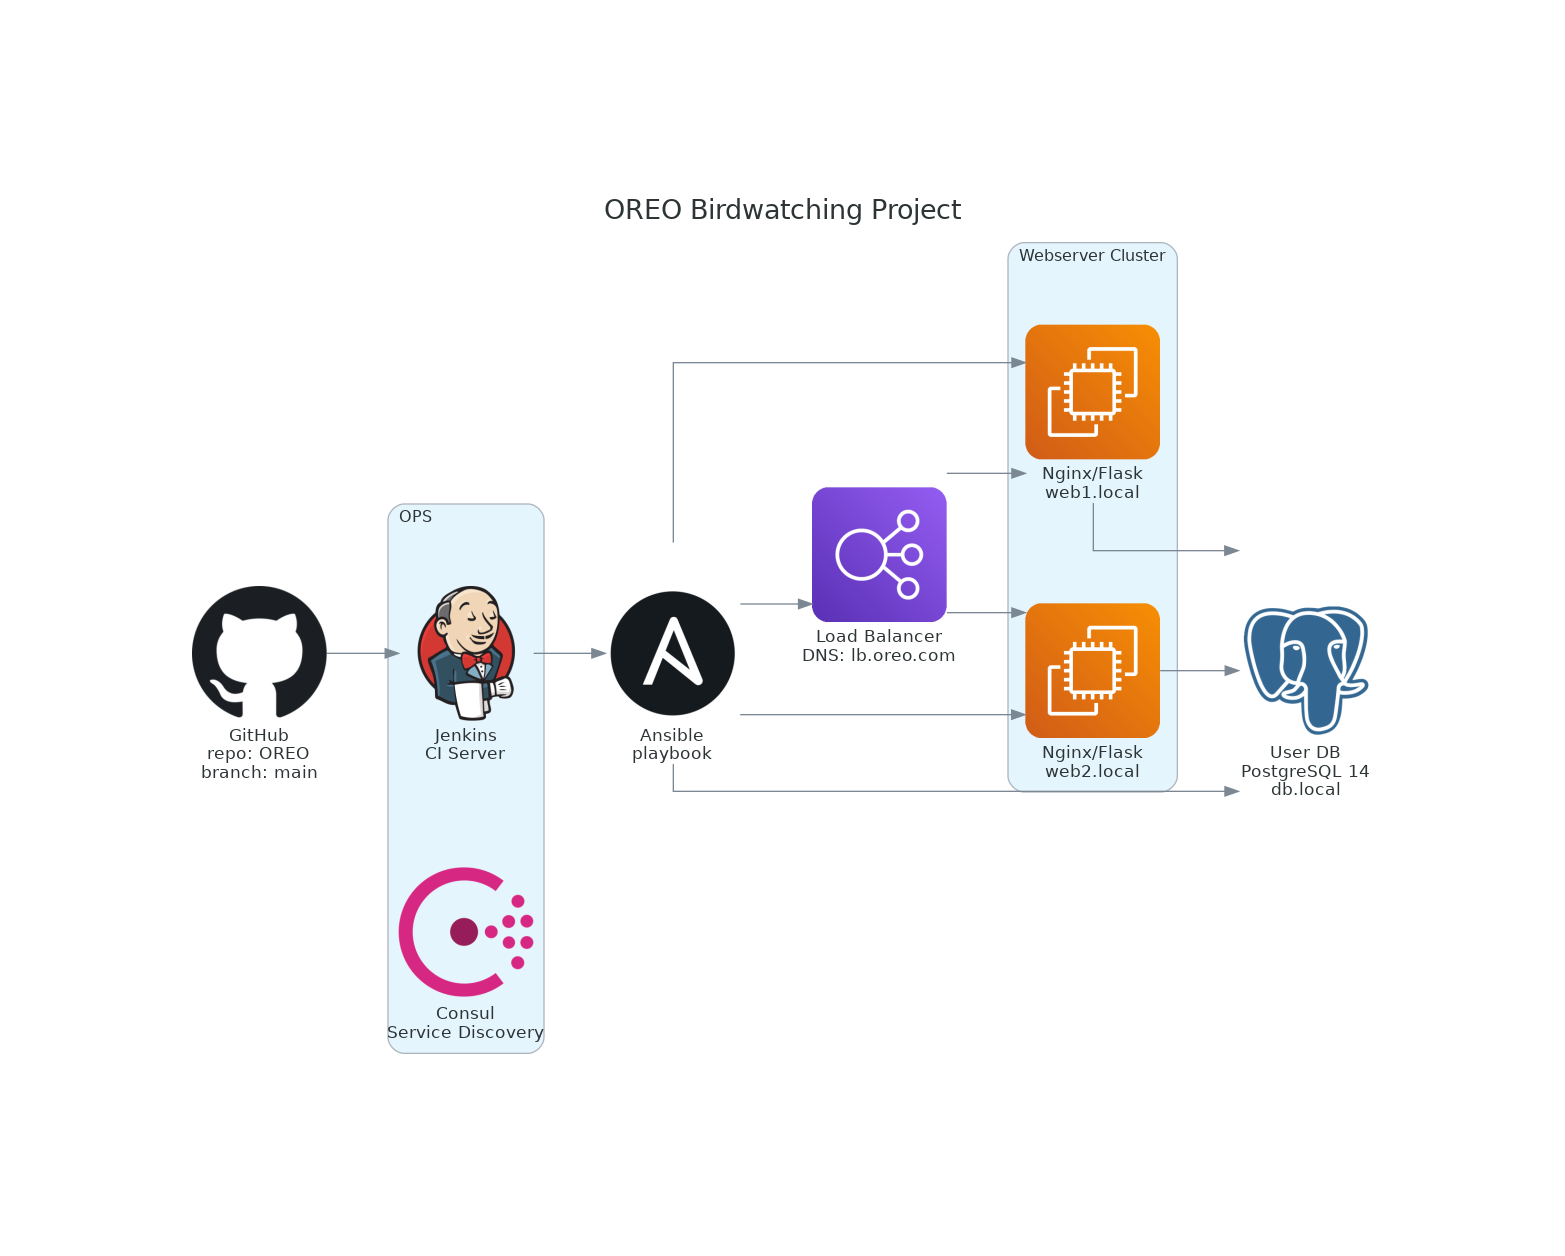 OREO Birdwatching Project
Webserver Cluster
Nginx/Flask
web1.local
OPS
Load Balancer
DNS: lb.oreo.com
GitHub
repo: OREO
branch: main
Jenkins
CI Server
Ansible
playbook
Nginx/Flask
web2.local
User DB
PostgreSQL 14
db.local
Consul
Service Discovery